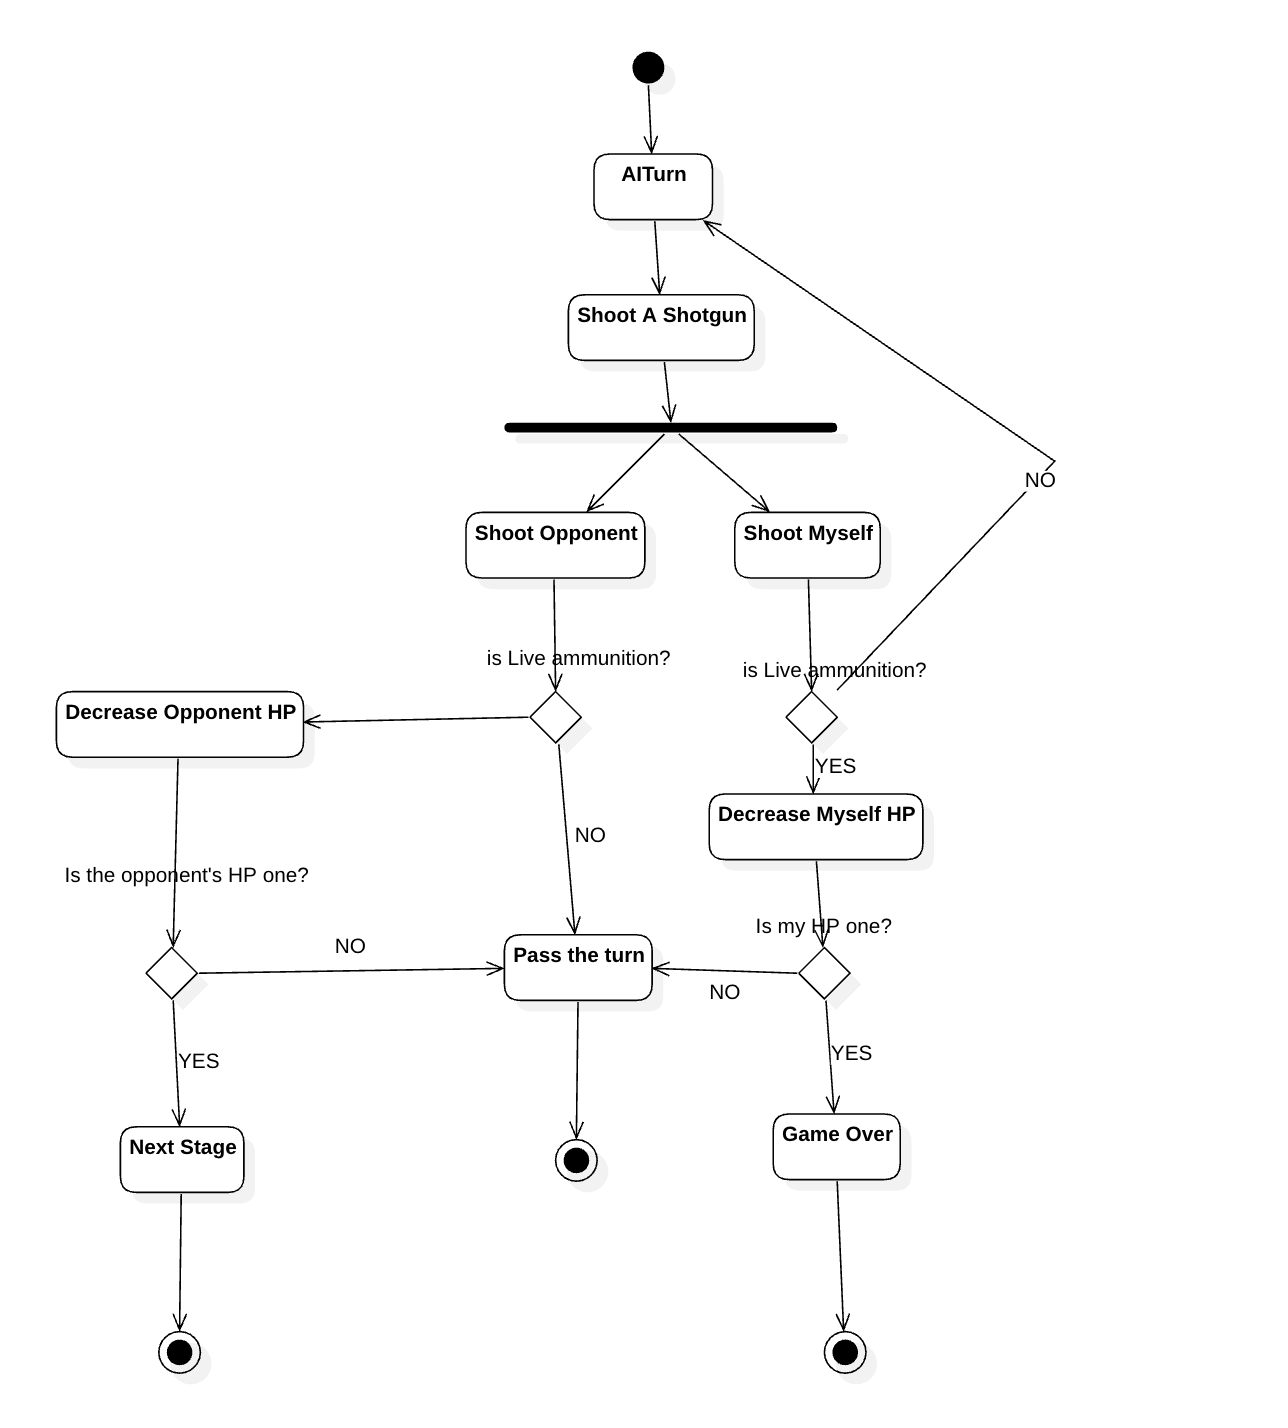 AITurn
Shoot A Shotgun
NO
Shoot Opponent
Shoot Myself
is Live ammunition?
is Live ammunition?
Decrease Opponent HP
YES
Decrease Myself HP
NO
Is the opponent's HP one?
Is my HP one?
NO
Pass the turn
NO
YES
YES
Next Stage
Game Over